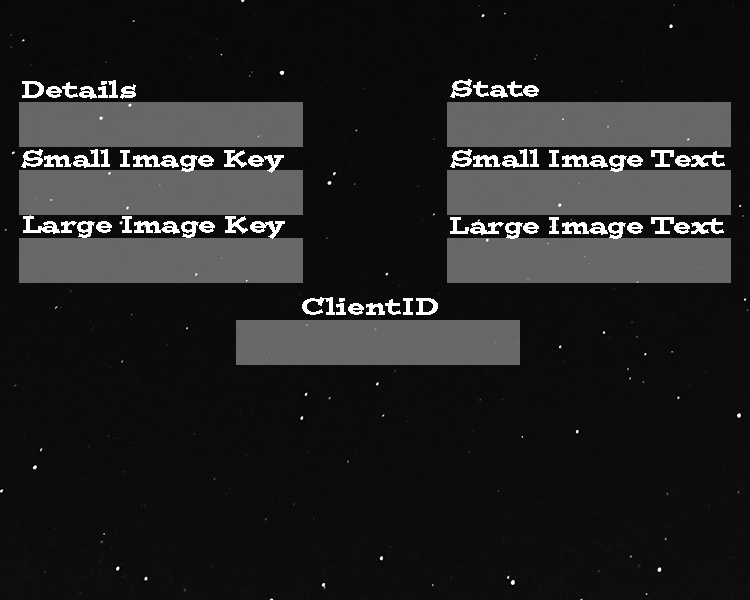 Details
State
Small Image Key
Small Image Text
Large Image Key
Large Image Text
ClientID